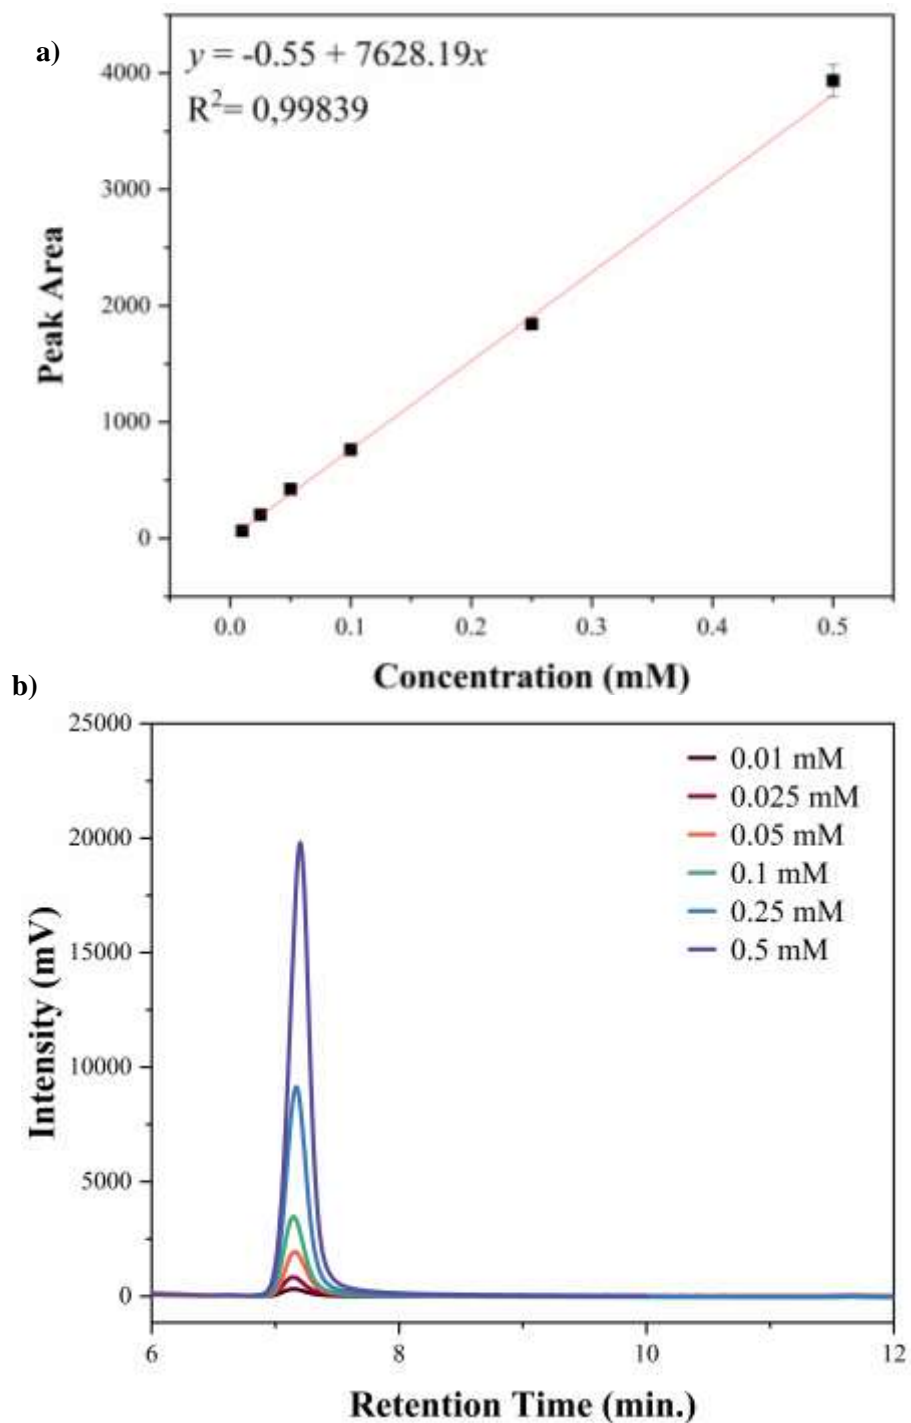 a)
y = -0.55 + 7628.19x
R²= 0,99839
4000
3000
2000
1000
0
Peak Area
0.0 0.1 0.2 0.3 0.4 0.5
Concentration (mM)
b)
25000
20000
15000
10000
5000
0
Intensity (mV)
0.01 mM
0.025 mM
0.05 mM
0.1 mM
0.25 mM
0.5 mM
6 8 10 12
Retention Time (min.)